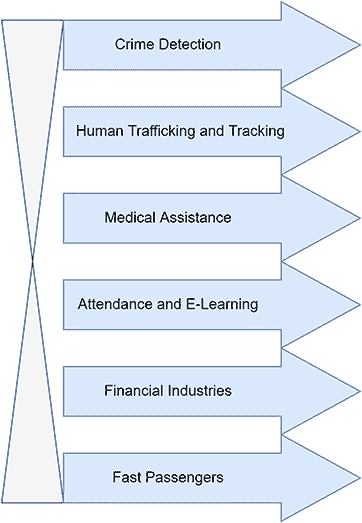 Crime Detection
Human Trafficking and Tracking
Medical Assistance
Attendance and E-Learning
Financial Industries
Fast Passengers